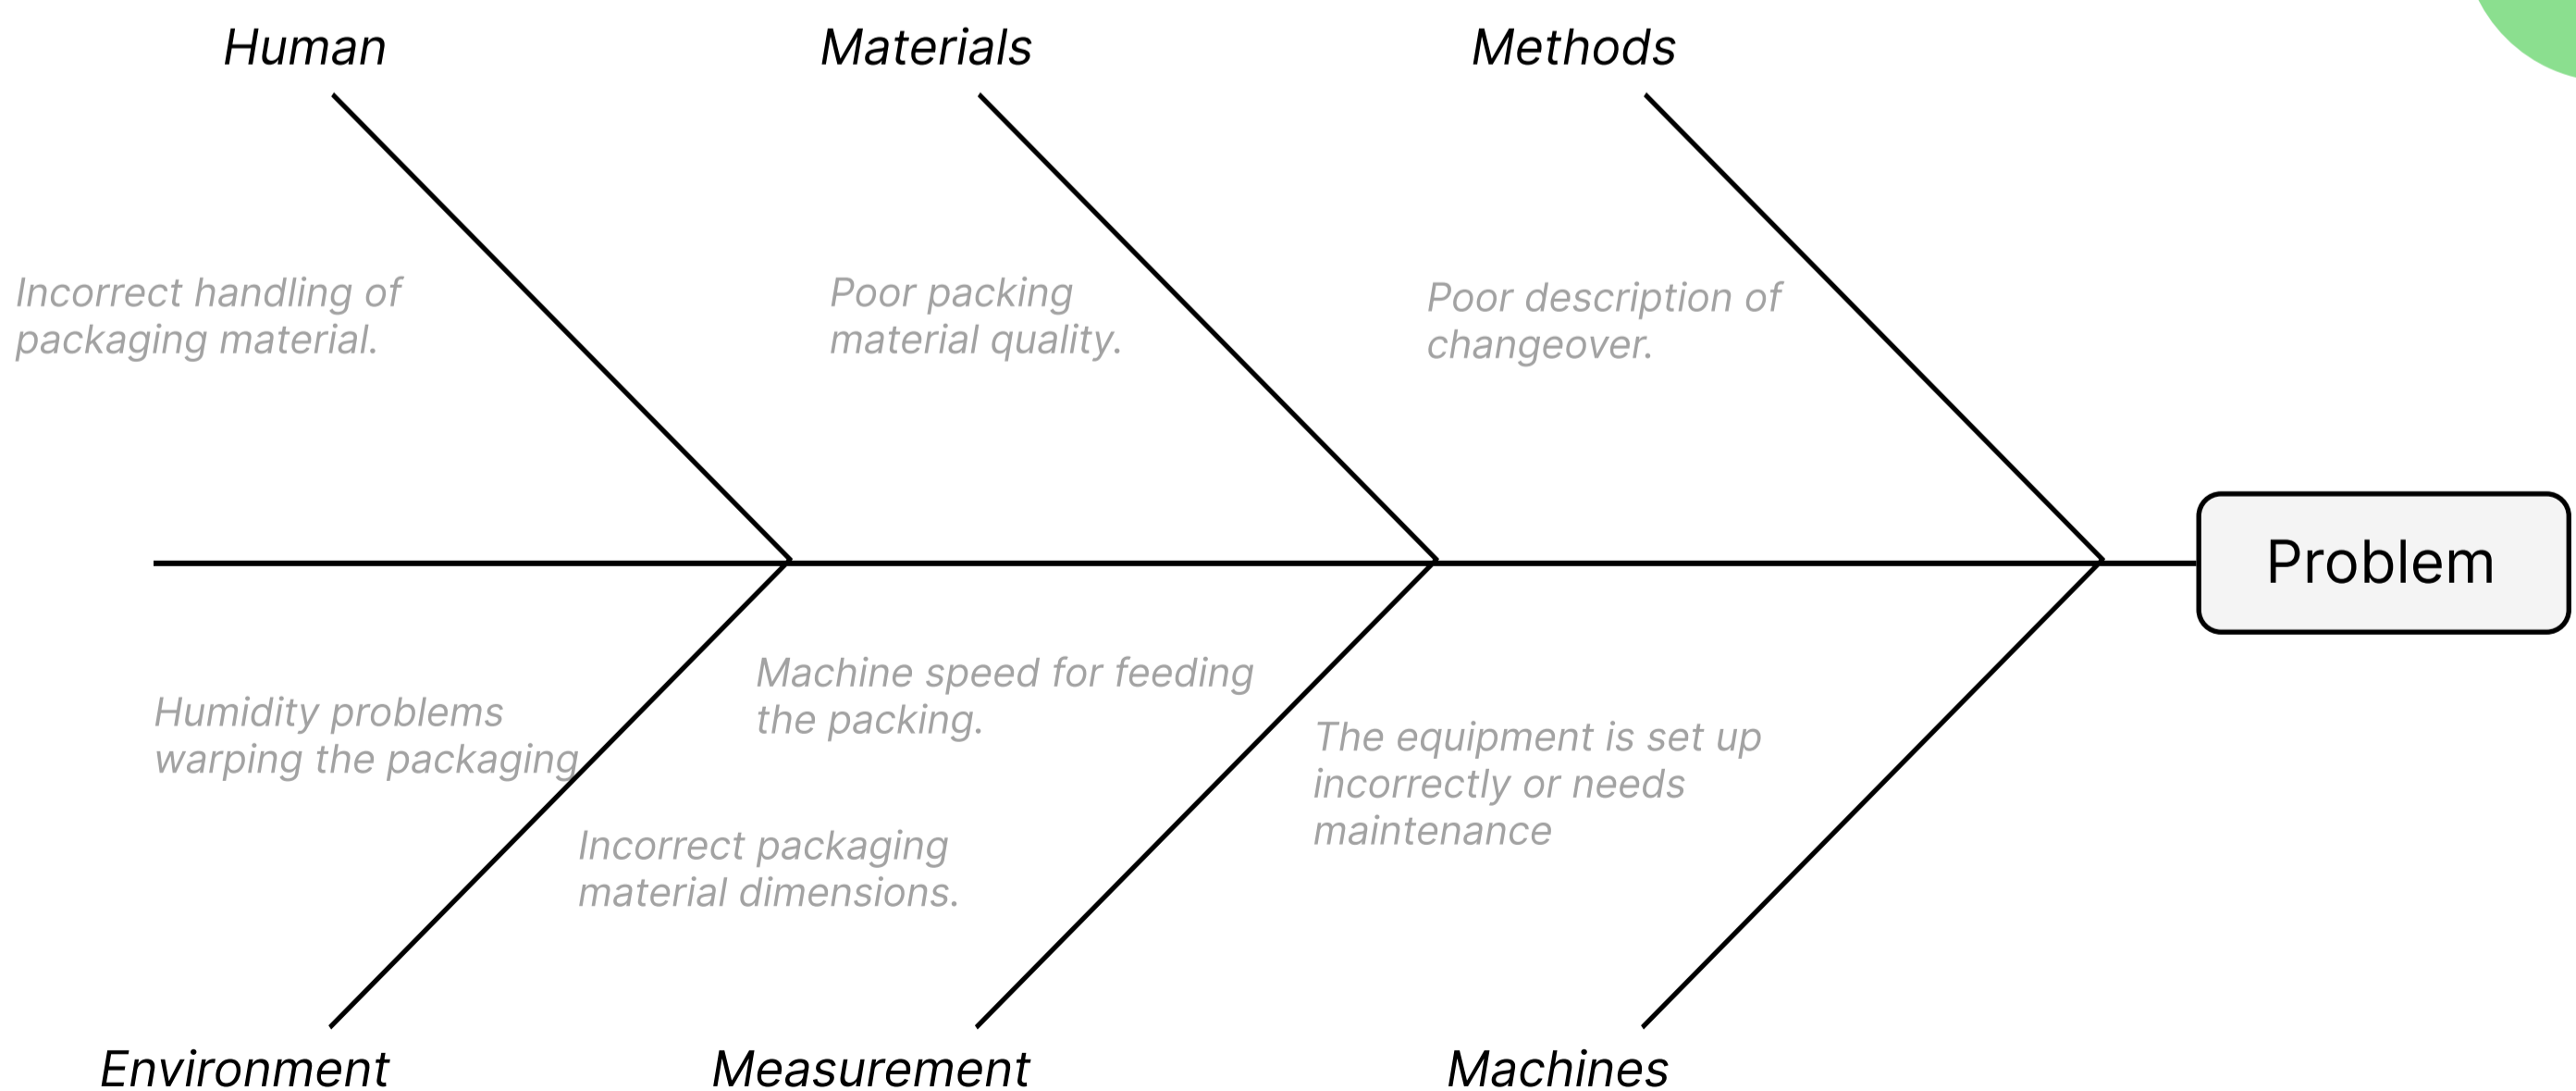 Human
Materials
Methods
Incorrect handling of
packaging material.
Poor packing
material quality.
Poor description of
changeover.
Problem
Humidity problems
warping the packaging
Machine speed for feeding
the packing.
Incorrect packaging
material dimensions.
The equipment is set up
incorrectly or needs
maintenance
Environment
Measurement
Machines